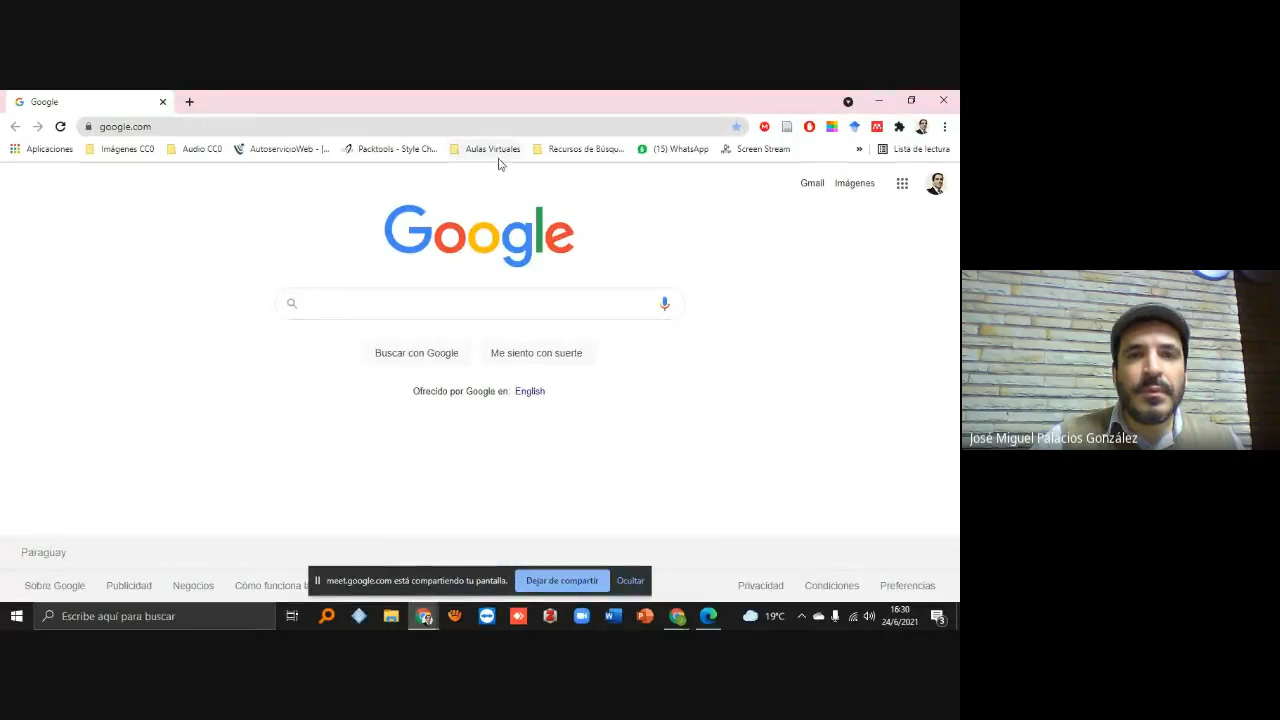 Google
google.com
Aplicaciones
Imágenes CC0
Audio CC0
AutoservicioWeb - |...
Packtools - Style Ch...
Aulas Virtuales
Recursos de Búsqu...
(15) WhatsApp
Screen Stream
»
Lista de lectura
Gmail
Imágenes
Google
Buscar con Google
Me siento con suerte
Ofrecido por Google en: English
José Miguel Palacios González
Paraguay
Sobre Google
Publicidad
Negocios
Cómo funciona la
meet.google.com está compartiendo tu pantalla.
Dejar de compartir
Ocultar
Privacidad
Condiciones
Preferencias
Escribe aquí para buscar
19°C
16:30
24/6/2021
3